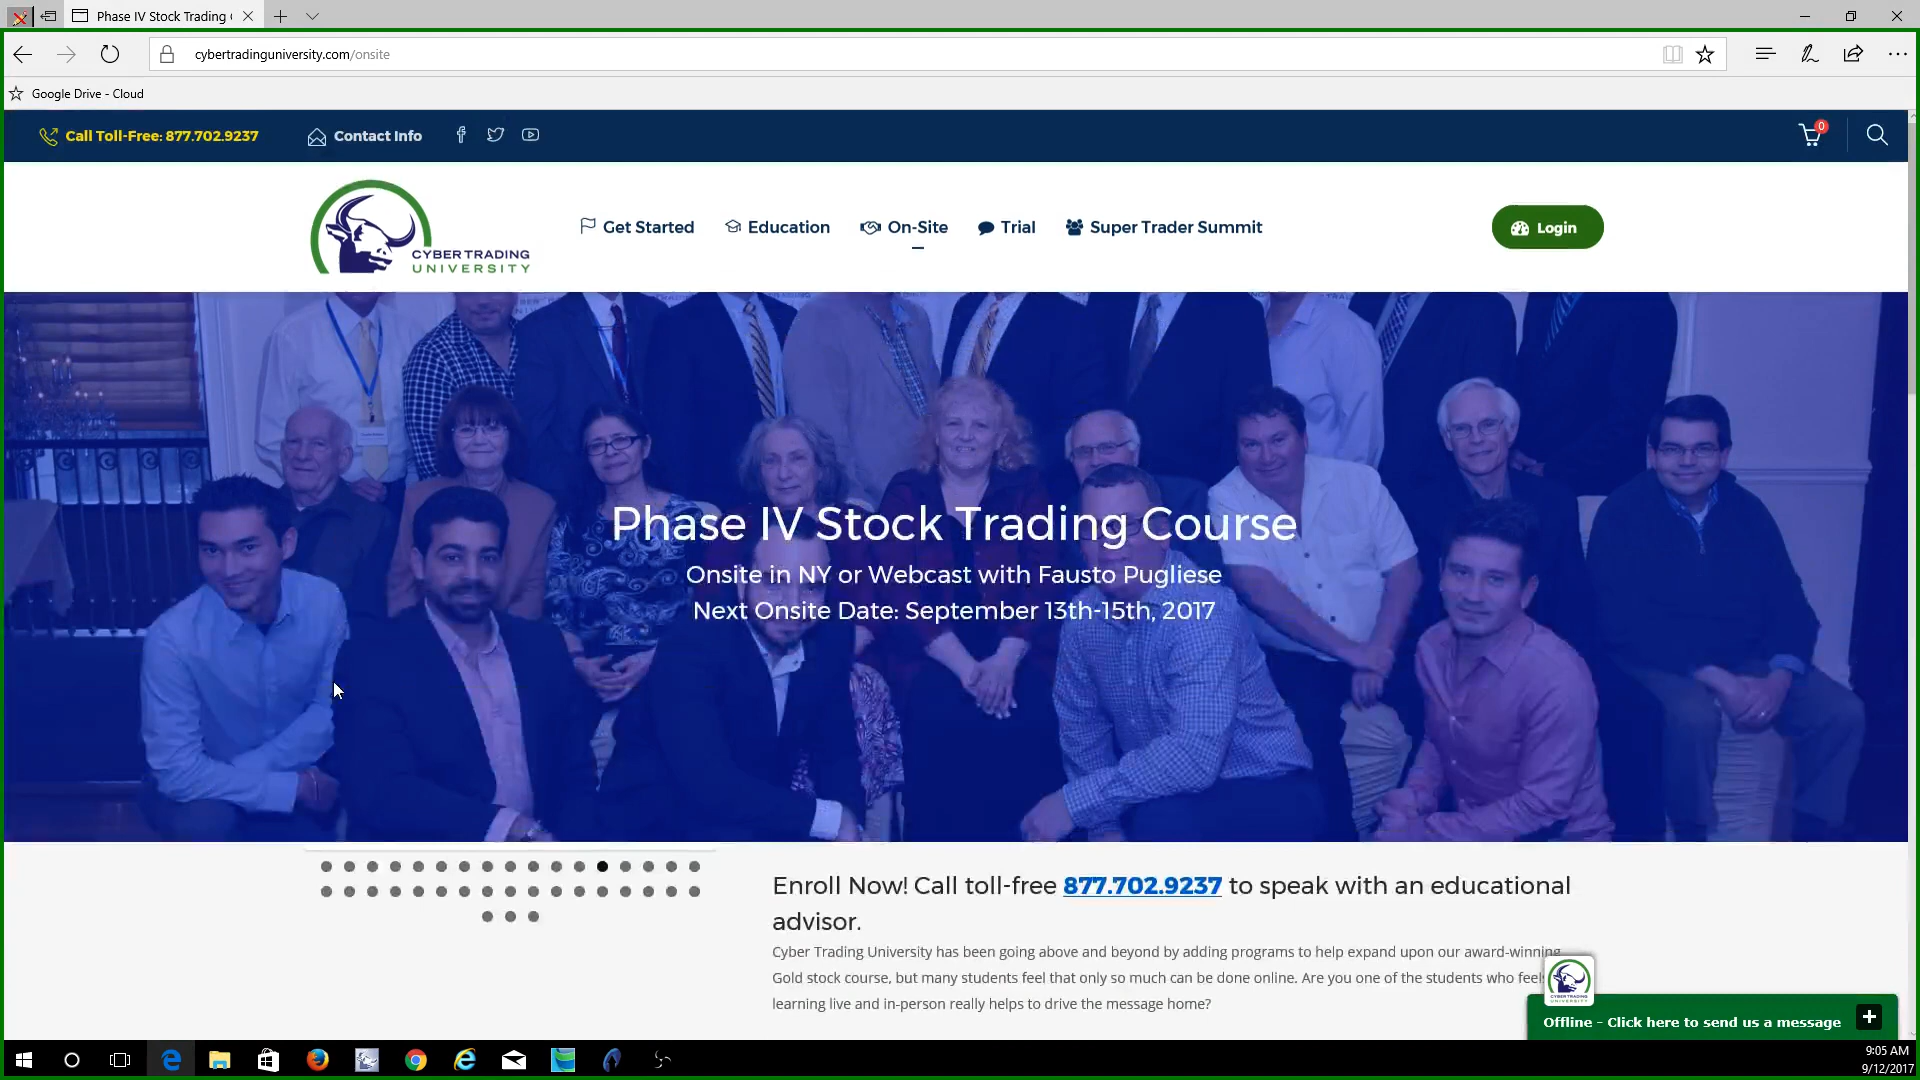 Phase IV Stock Trading
cybertradinguniversity.com/onsite
Google Drive - Cloud
Call Toll-Free: 877.702.9237
Contact Info
0
CYBER TRADING
UNIVERSITY
Get Started
Education
On-Site
Trial
Super Trader Summit
Login
Phase IV Stock Trading Course
Onsite in NY or Webcast with Fausto Pugliese
Next Onsite Date: September 13th-15th, 2017
Enroll Now! Call toll-free 877.702.9237 to speak with an educational
advisor.
Cyber Trading University has been going above and beyond by adding programs to help expand upon our award-winning
Gold stock course, but many students feel that only so much can be done online. Are you one of the students who feel
learning live and in-person really helps to drive the message home?
CYBER TRADING
UNIVERSITY
Offline - Click here to send us a message
9:05 AM
9/12/2017